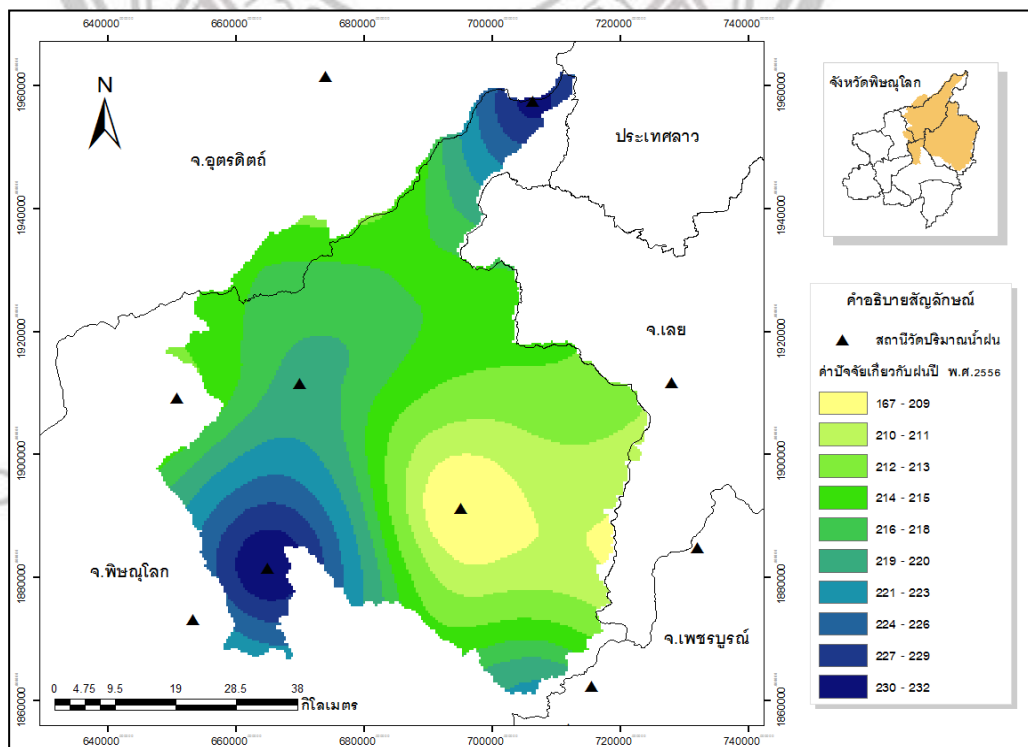 640000 660000 680000 700000 720000 740000
N
จ.อุตรดิตถ์
ประเทศลาว
จ.เลย
จ.พิษณุโลก
จ.เพชรบูรณ์
1960000
1940000
1920000
1900000
1880000
1860000
1960000
1940000
1920000
1900000
1880000
1860000
0 4.75 9.5 19 28.5 38
กิโลเมตร
640000 660000 680000 700000 720000 740000
จังหวัดพิษณุโลก
คำอธิบายสัญลักษณ์
สถานีวัดปริมาณน้ำฝน
ค่าปัจจัยเกี่ยวกับฝนปี พ.ศ.2556
167 - 209
210 - 211
212 - 213
214 - 215
216 - 218
219 - 220
221 - 223
224 - 226
227 - 229
230 - 232